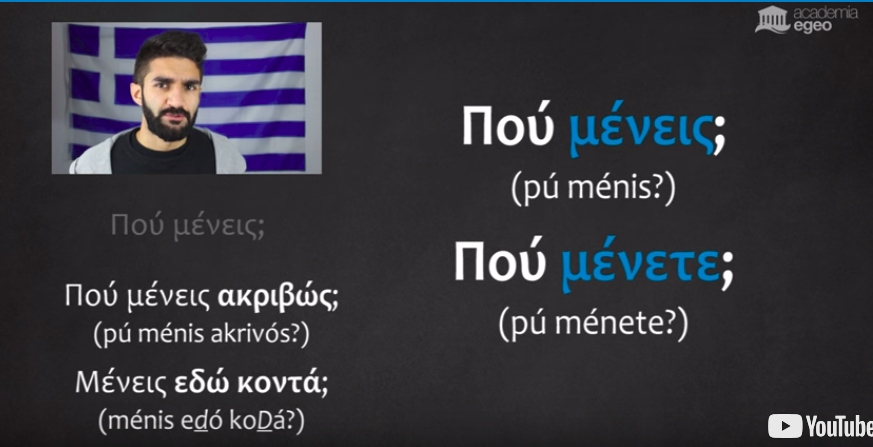 academia
egeo
Πού μένεις;
Πού μένεις ακριβώς;
(pú ménis akrivós?)
Μένεις εδώ κοντά;
(ménis edó koDá?)
Πού μένεις;
(pú ménis?)
Πού μένετε;
(pú ménete?)
YouTube